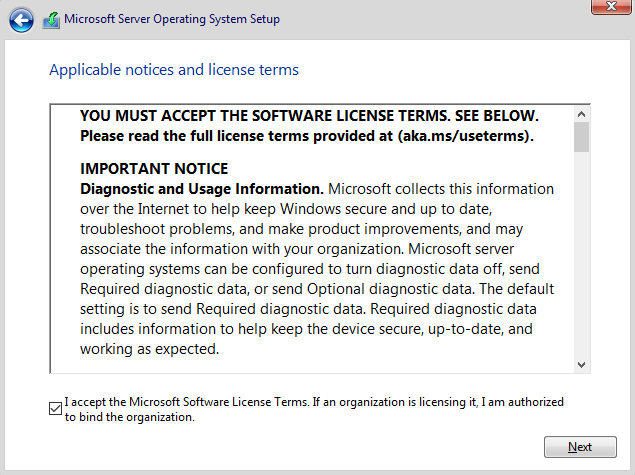 Microsoft Server Operating System Setup
Applicable notices and license terms
YOU MUST ACCEPT THE SOFTWARE LICENSE TERMS. SEE BELOW.
Please read the full license terms provided at (aka.ms/useterms).
IMPORTANT NOTICE
Diagnostic and Usage Information. Microsoft collects this information
over the Internet to help keep Windows secure and up to date,
troubleshoot problems, and make product improvements, and may
associate the information with your organization. Microsoft server
operating systems can be configured to turn diagnostic data off, send
Required diagnostic data, or send Optional diagnostic data. The default
setting is to send Required diagnostic data. Required diagnostic data
includes information to help keep the device secure, up-to-date, and
working as expected.
I accept the Microsoft Software License Terms. If an organization is licensing it, I am authorized
to bind the organization.
Next